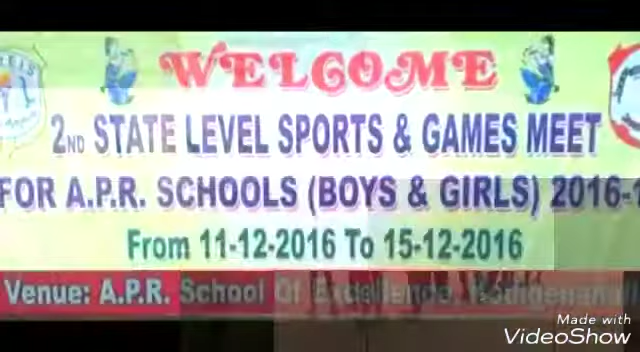 WELCOME
2ND STATE LEVEL SPORTS & GAMES MEET
FOR A.P.R. SCHOOLS (BOYS & GIRLS) 2016-
From 11-12-2016 To 15-12-2016
Venue: A.P.R. School Of Excellence,
Made with
VideoShow